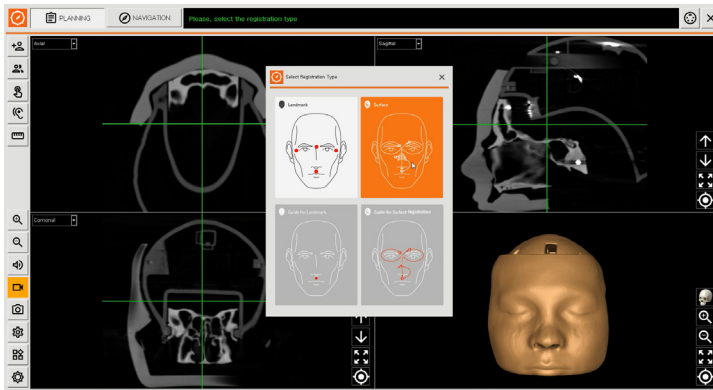 PLANNING
NAVIGATION
Please, select the registration type
Axial
Sagittal
Select Registration Type
Landmark
Surface
Guide for Landmark
Guide for Surface Registration
Coronal